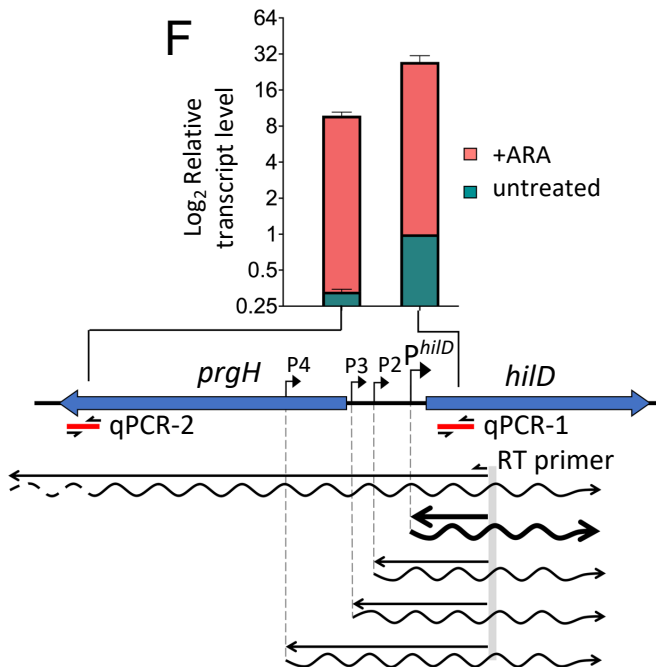 F
Log2 Relative
transcript level
64
32
16
8
4
2
1
0.5
0.25
+ARA
untreated
prgH
P4
P3
P2
P^hilD
hilD
qPCR-2
qPCR-1
RT primer